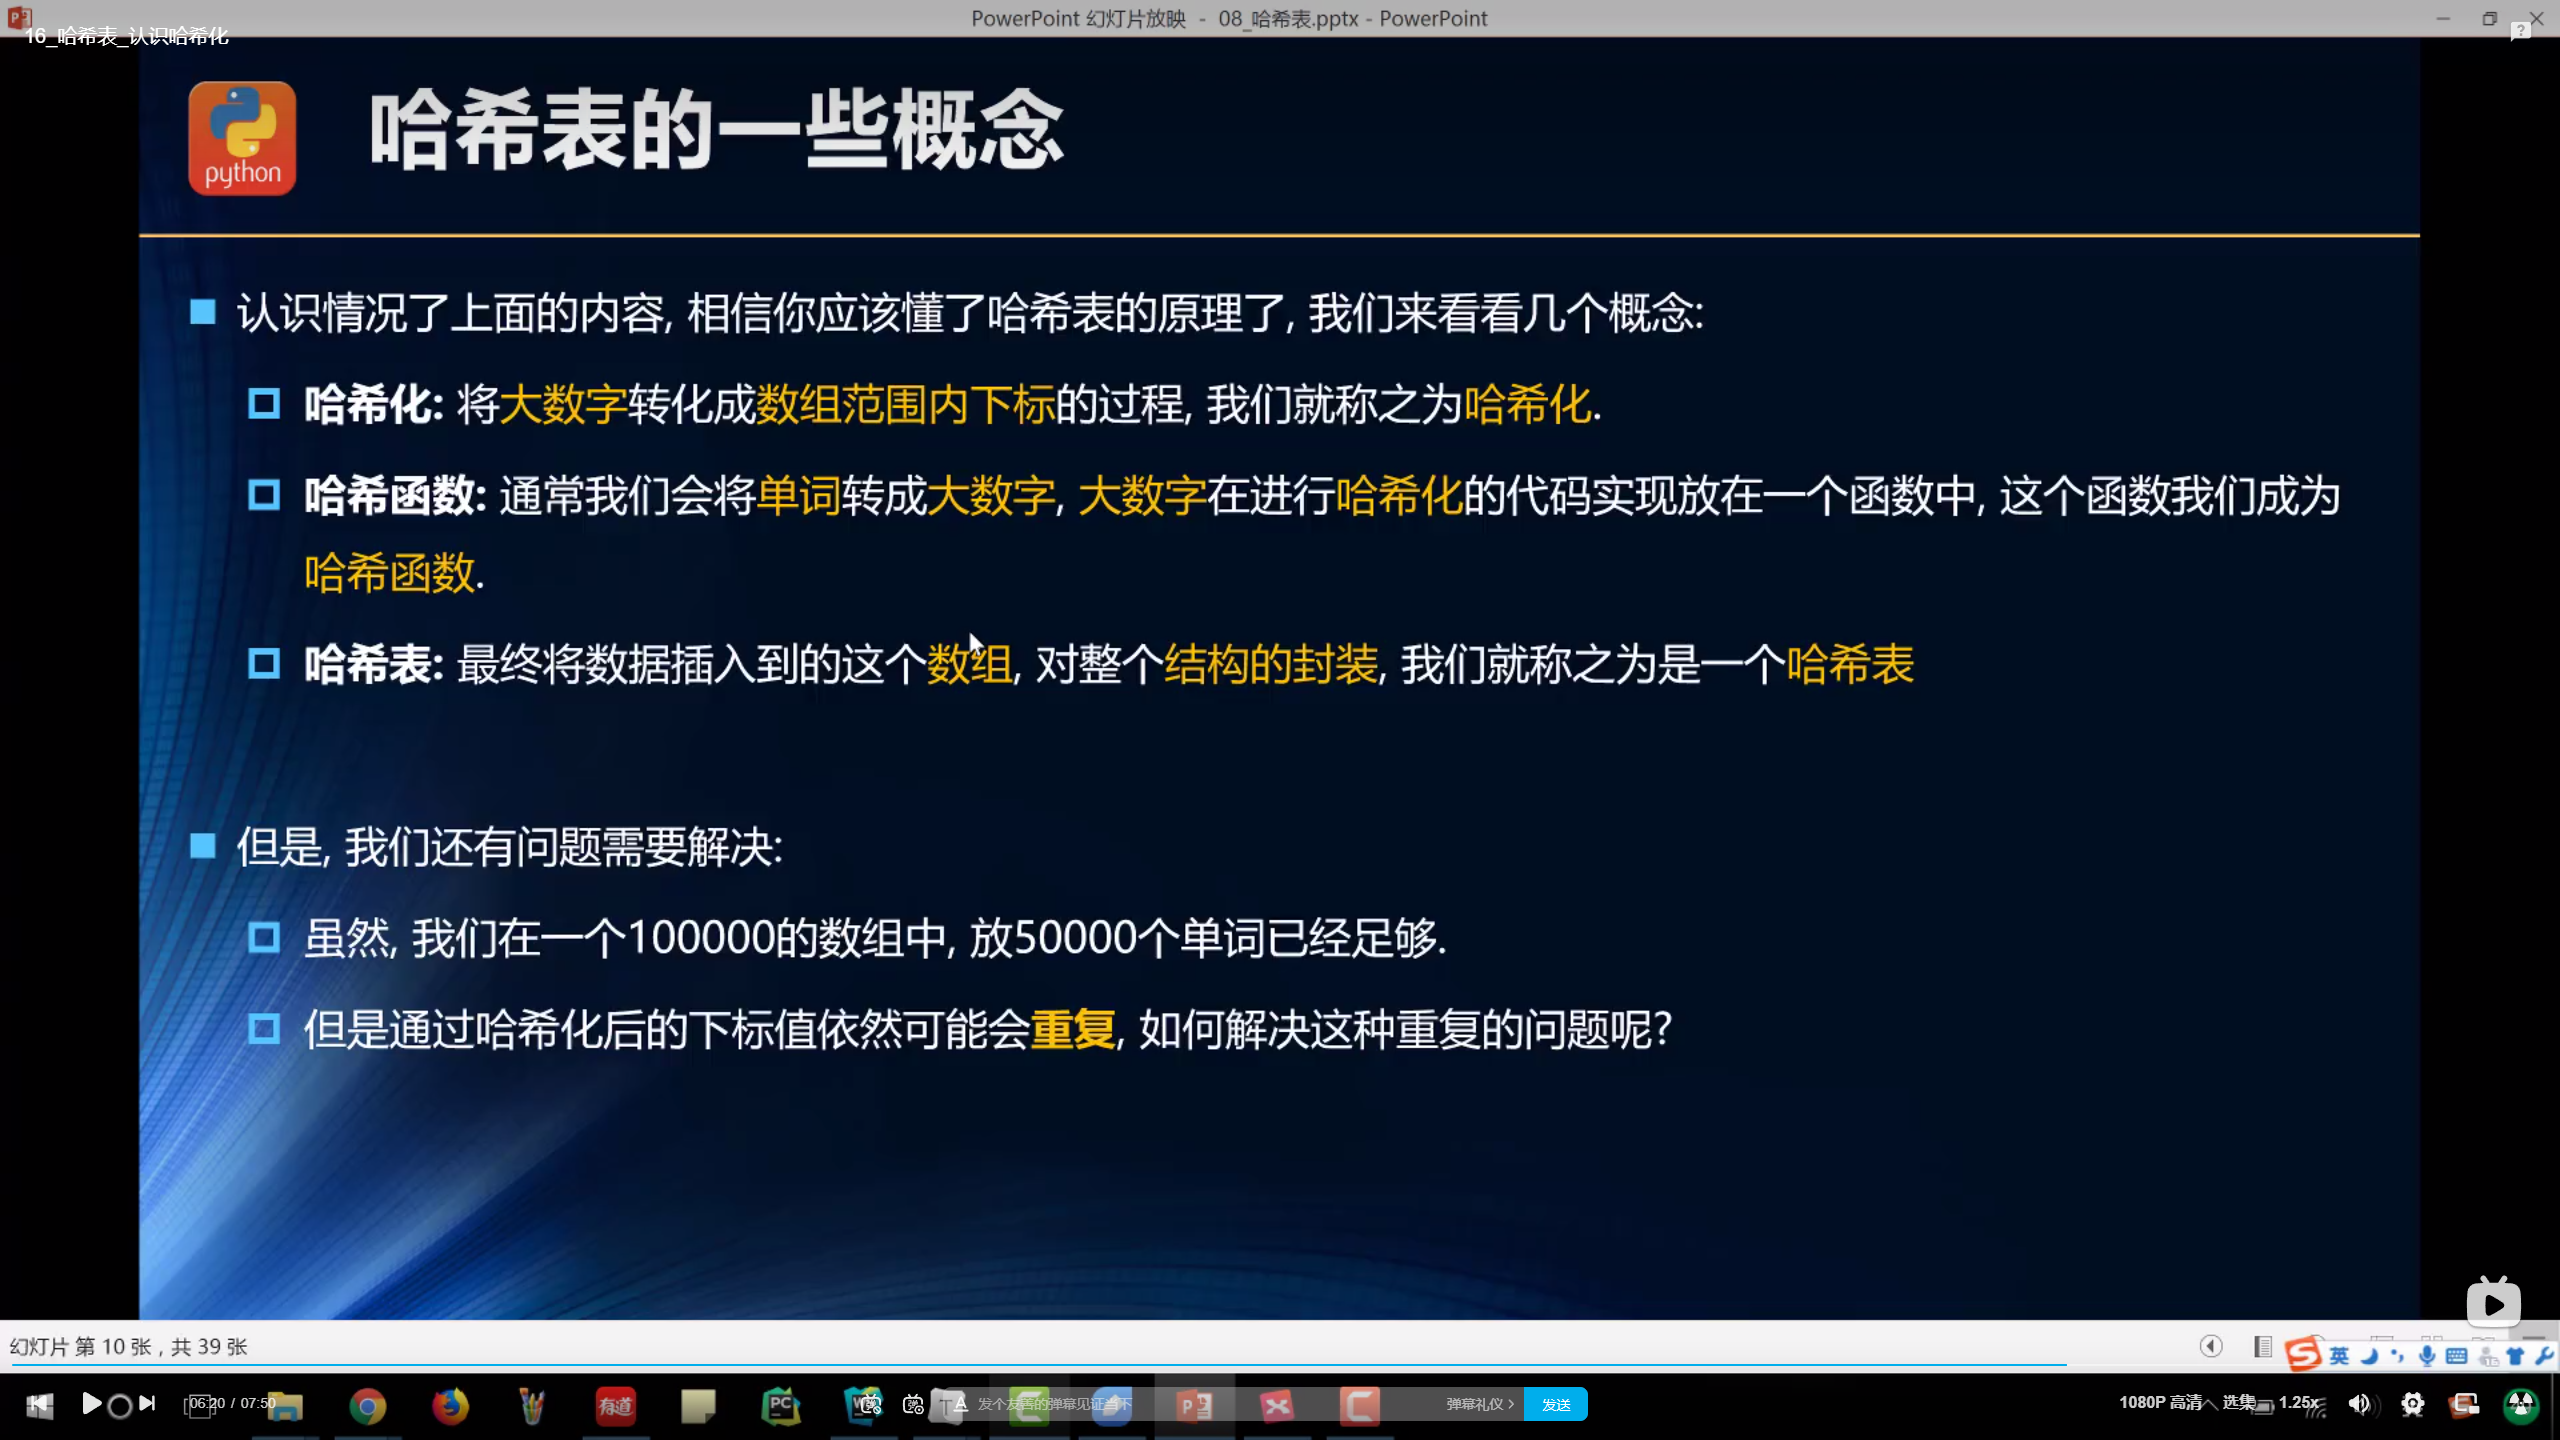 PowerPoint 幻灯片放映 - 08_哈希表.pptx - PowerPoint
16_哈希表_认识哈希化
python
哈希表的一些概念
认识情况了上面的内容, 相信你应该懂了哈希表的原理了, 我们来看看几个概念:
哈希化: 将大数字转化成数组范围内下标的过程, 我们就称之为哈希化.
哈希函数: 通常我们会将单词转成大数字, 大数字在进行哈希化的代码实现放在一个函数中, 这个函数我们成为
哈希函数.
哈希表: 最终将数据插入到的这个数组, 对整个结构的封装, 我们就称之为是一个哈希表
但是, 我们还有问题需要解决:
虽然, 我们在一个100000的数组中, 放50000个单词已经足够.
但是通过哈希化后的下标值依然可能会重复, 如何解决这种重复的问题呢?
幻灯片 第 10 张 , 共 39 张
英
06:20 / 07:50
有道
PC
发个友善的弹幕见证当下
弹幕礼仪 >
发送
1080P 高清
选集
1.25x